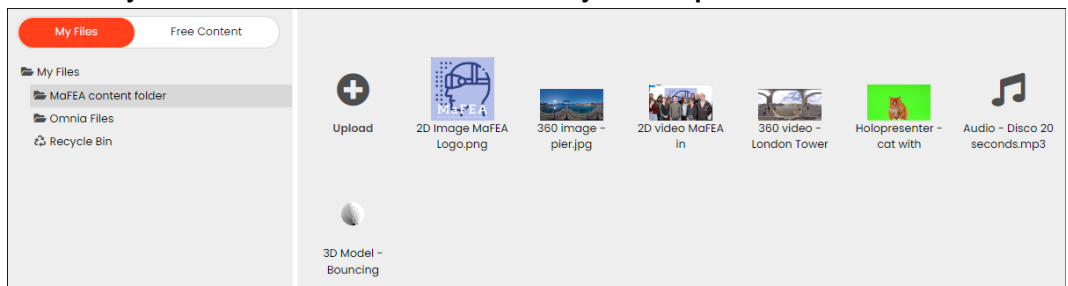 My Files
Free Content
My Files
MaFEA content folder
Omnia Files
Recycle Bin
MaFEA
Upload
2D Image MaFEA
Logo.png
360 image -
pier.jpg
2D video MaFEA
in
360 video -
London Tower
Holopresenter -
cat with
Audio - Disco 20
seconds.mp3
3D Model -
Bouncing